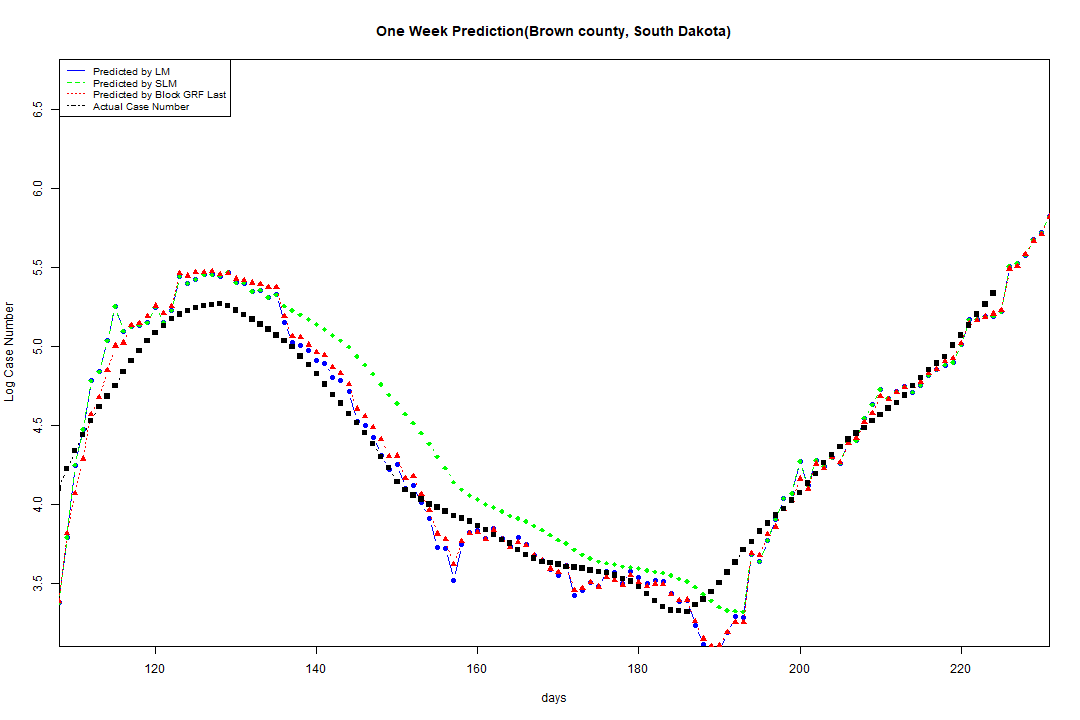 One Week Prediction(Brown county, South Dakota)
Predicted by LM
Predicted by SLM
Predicted by Block GRF Last
Actual Case Number
6.5
6.0
5.5
5.0
4.5
4.0
3.5
Log Case Number
120 140 160 180 200 220
days